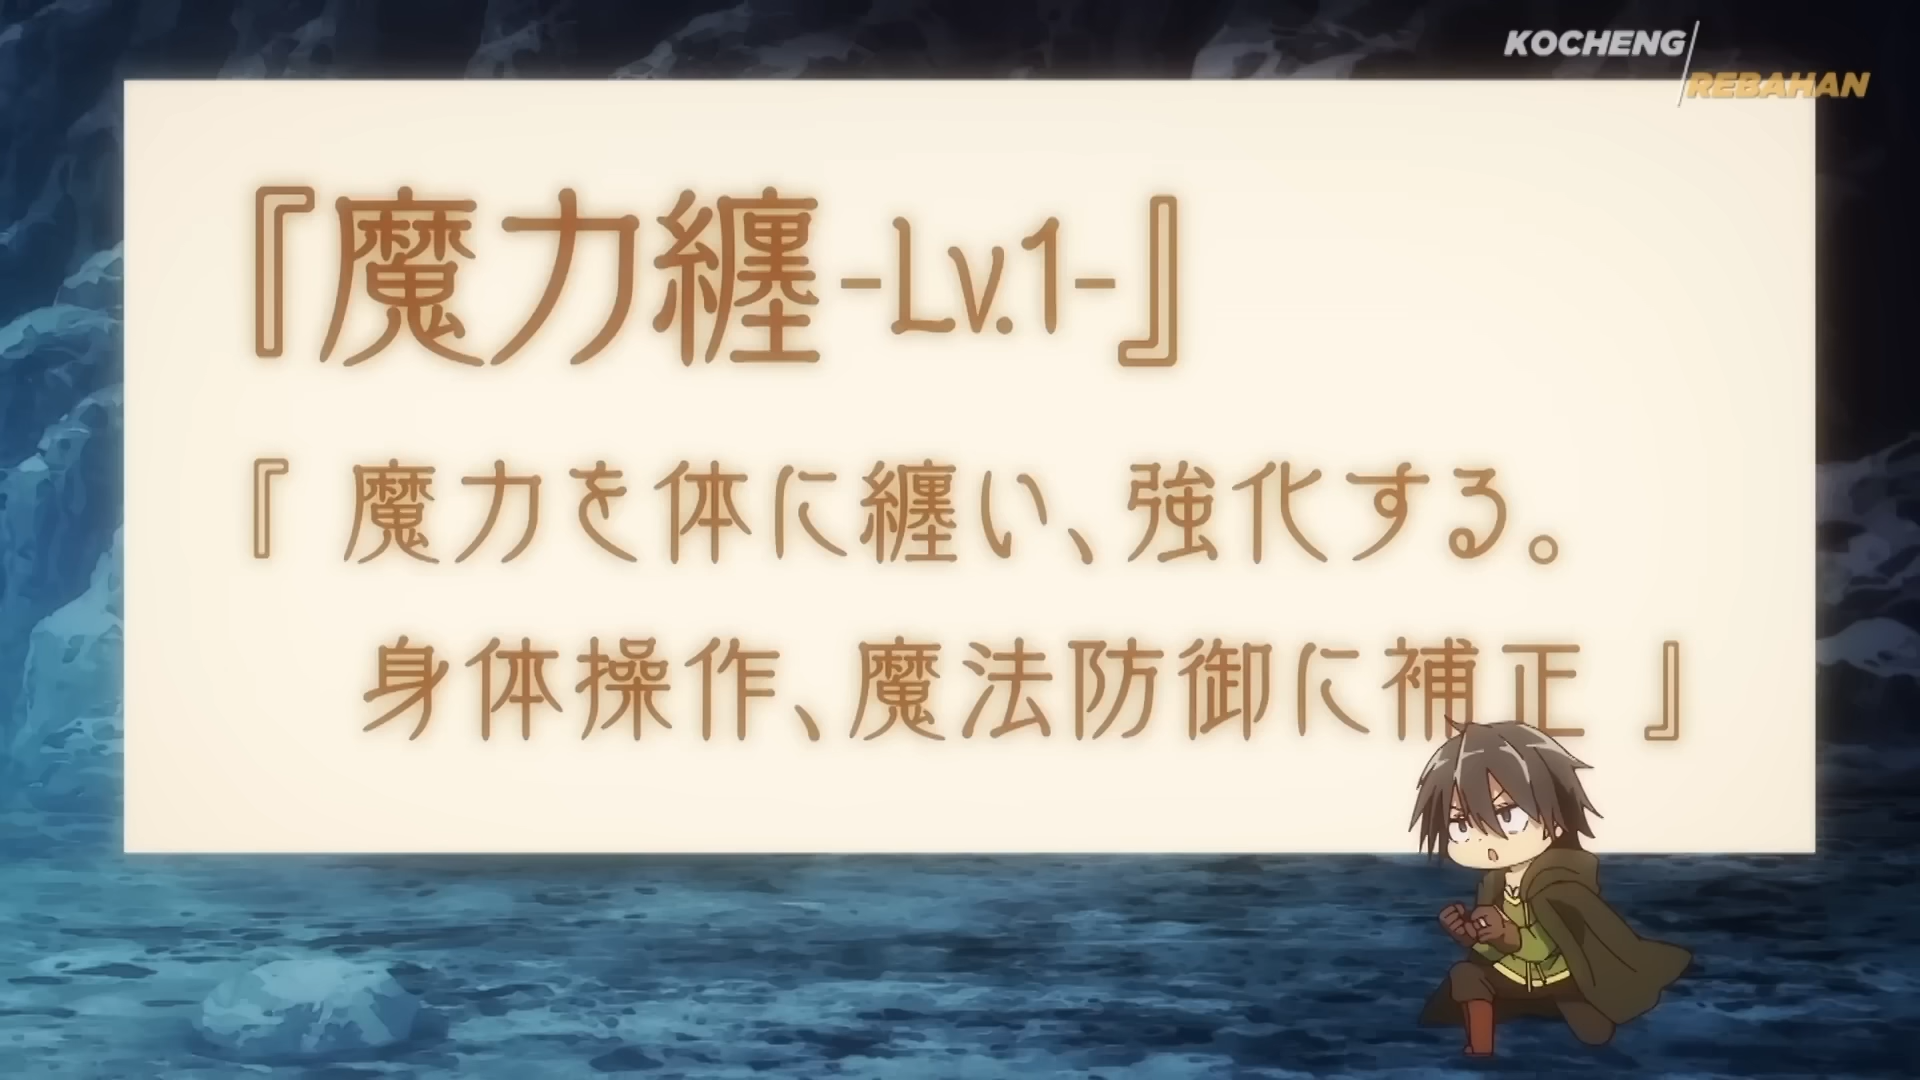 KOCHENG
REBAHAN
『魔力纏-Lv.1-』
『魔力を体に纏い、強化する。
身体操作、魔法防御に補正』